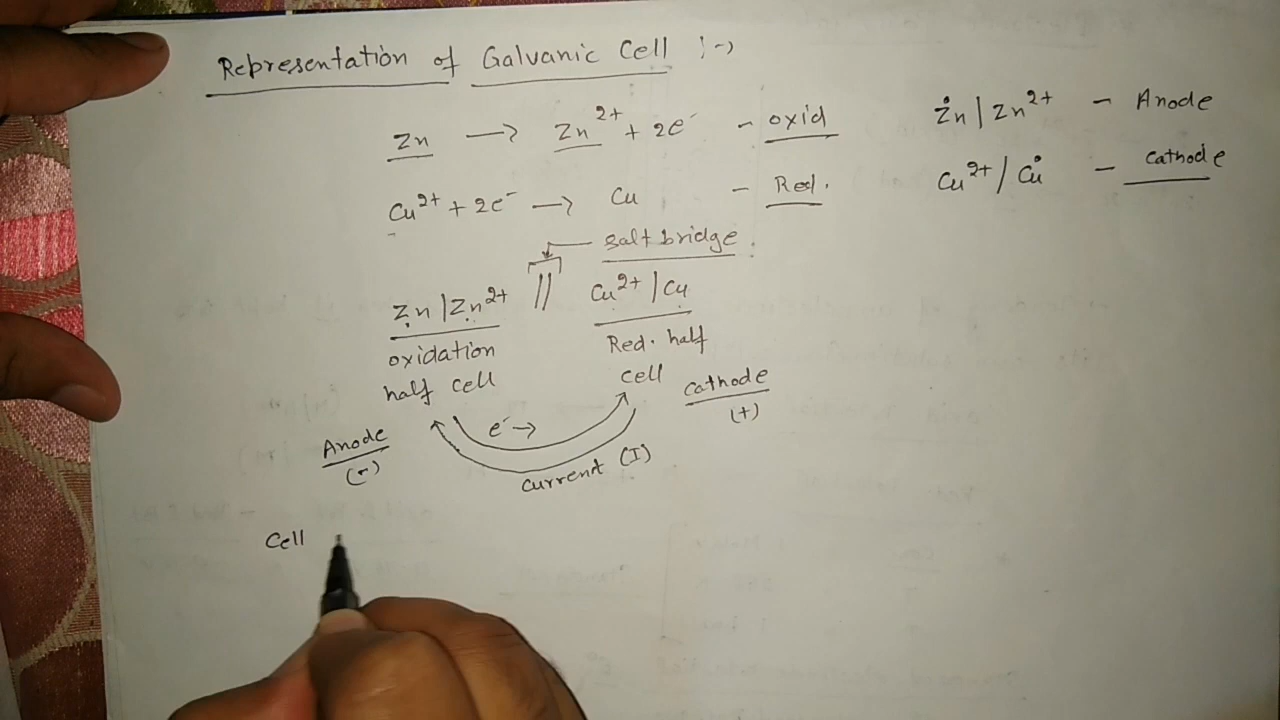 Representation of Galvanic Cell :->
Zn → Zn²⁺ + 2e⁻ - oxid
Zn | Zn²⁺ - Anode
Cu²⁺ + 2e⁻ → Cu - Red.
Cu²⁺ / Cu - Cathode
Salt bridge.
Zn | Zn²⁺ || Cu²⁺ | Cu
oxidation half cell
Red. half cell
Anode (-)
Cathode (+)
e⁻ →
Current (I)
Cell